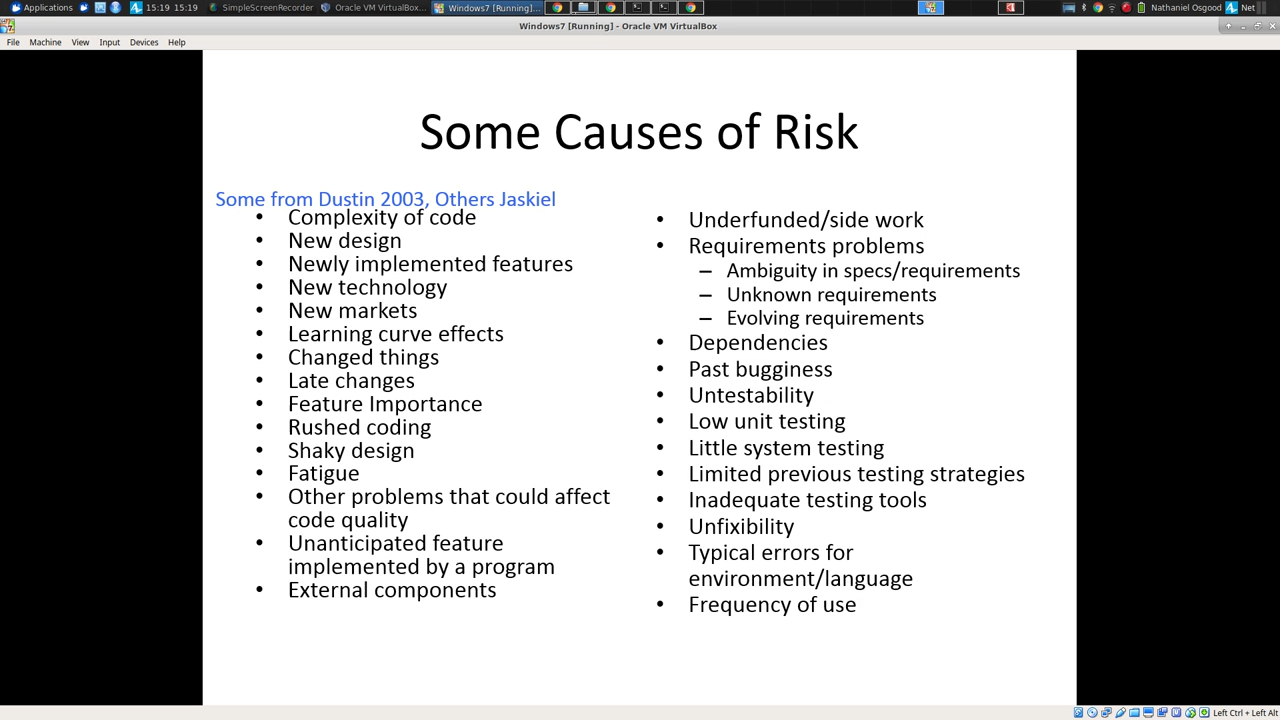 Applications
15:19 15:19
SimpleScreenRecorder
Oracle VM VirtualBox...
Windows7 [Running]...
Nathaniel Osgood
Net
Windows7 [Running] - Oracle VM VirtualBox
File Machine View Input Devices Help
Some Causes of Risk
Some from Dustin 2003, Others Jaskiel
• Complexity of code
• New design
• Newly implemented features
• New technology
• New markets
• Learning curve effects
• Changed things
• Late changes
• Feature Importance
• Rushed coding
• Shaky design
• Fatigue
• Other problems that could affect
code quality
• Unanticipated feature
implemented by a program
• External components
• Underfunded/side work
• Requirements problems
– Ambiguity in specs/requirements
– Unknown requirements
– Evolving requirements
• Dependencies
• Past bugginess
• Untestability
• Low unit testing
• Little system testing
• Limited previous testing strategies
• Inadequate testing tools
• Unfixibility
• Typical errors for
environment/language
• Frequency of use
Left Ctrl + Left Alt